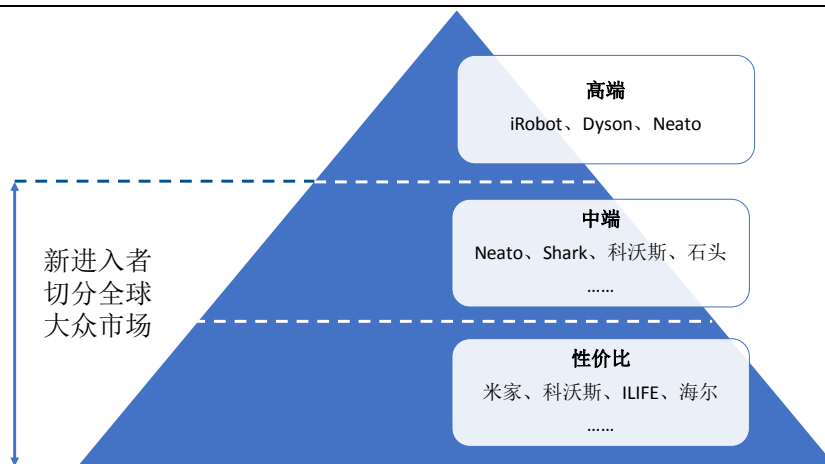 高端
iRobot、Dyson、Neato
中端
Neato、Shark、科沃斯、石头
……
新进入者
切分全球
大众市场
性价比
米家、科沃斯、ILIFE、海尔
……